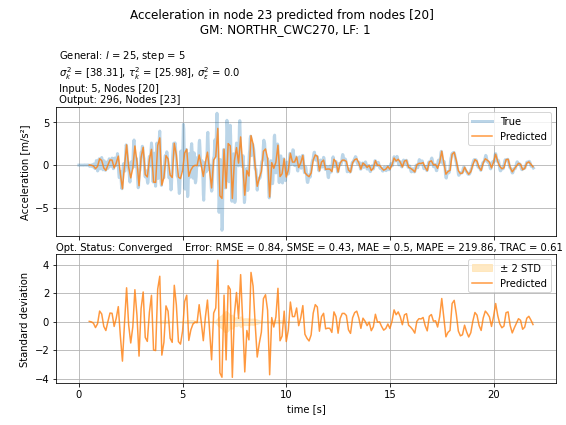 Acceleration in node 23 predicted from nodes [20]
GM: NORTHR_CWC270, LF: 1
General: l = 25, step = 5
σ²ₖ = [38.31], τ²ₖ = [25.98], σ²ε = 0.0
Input: 5, Nodes [20]
Output: 296, Nodes [23]
Acceleration [m/s²]
5
0
−5
True
Predicted
Opt. Status: Converged Error: RMSE = 0.84, SMSE = 0.43, MAE = 0.5, MAPE = 219.86, TRAC = 0.61
Standard deviation
4
2
0
−2
−4
± 2 STD
Predicted
0 5 10 15 20
time [s]